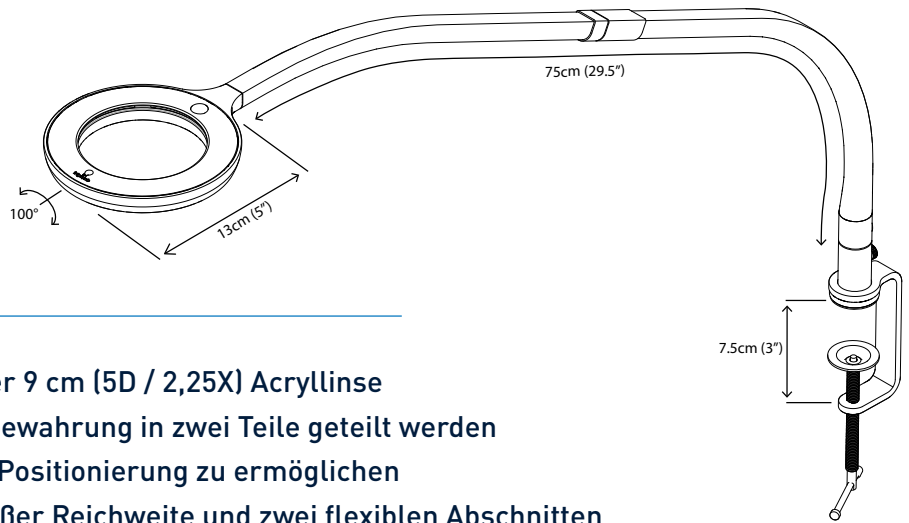 75cm (29.5")
100°
13cm (5")
7.5cm (3")
er 9 cm (5D / 2,25X) Acryllinse
ewahrung in zwei Teile geteilt werden
Positionierung zu ermöglichen
ßer Reichweite und zwei flexiblen Abschnitten